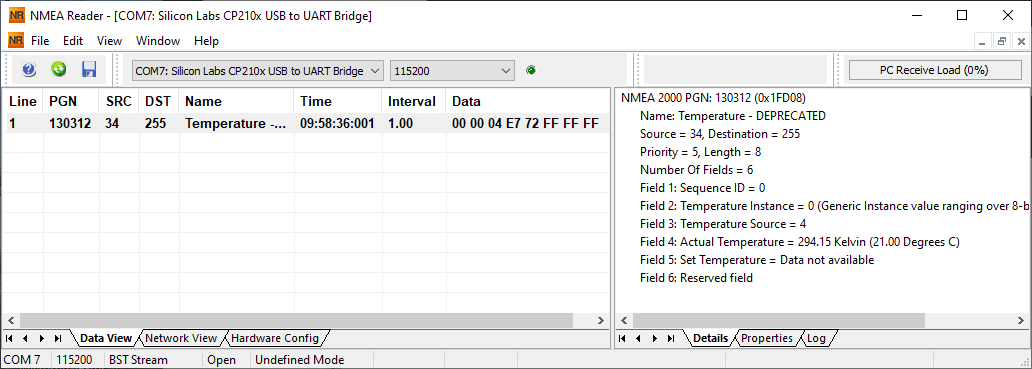 NMEA Reader - [COM7: Silicon Labs CP210x USB to UART Bridge]
NR File Edit View Window Help
COM7: Silicon Labs CP210x USB to UART Bridge 115200 PC Receive Load (0%)
Line PGN SRC DST Name Time Interval Data
1 130312 34 255 Temperature -... 09:58:36:001 1.00 00 00 04 E7 72 FF FF FF
NMEA 2000 PGN: 130312 (0x1FD08)
Name: Temperature - DEPRECATED
Source = 34, Destination = 255
Priority = 5, Length = 8
Number Of Fields = 6
Field 1: Sequence ID = 0
Field 2: Temperature Instance = 0 (Generic Instance value ranging over 8-b
Field 3: Temperature Source = 4
Field 4: Actual Temperature = 294.15 Kelvin (21.00 Degrees C)
Field 5: Set Temperature = Data not available
Field 6: Reserved field
Data View Network View Hardware Config
Details Properties Log
COM 7 115200 BST Stream Open Undefined Mode